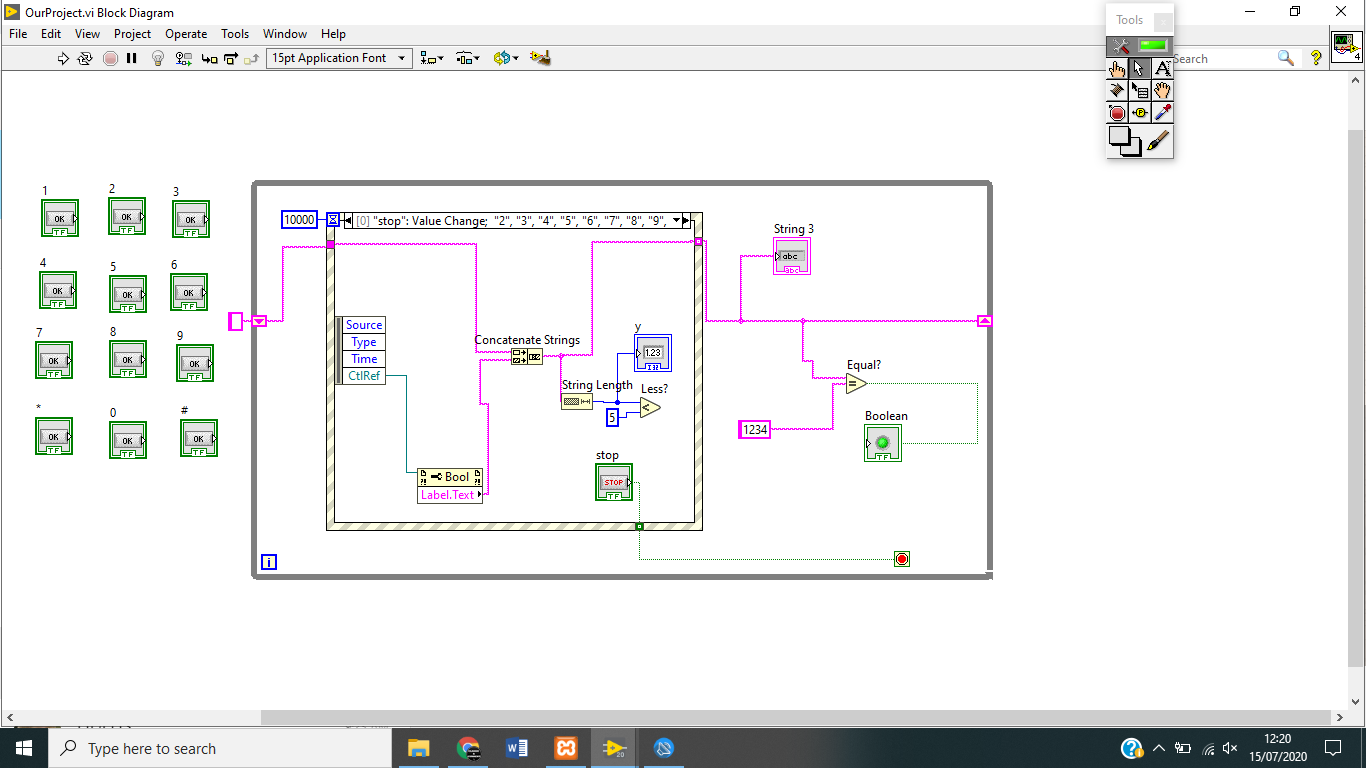 OurProject.vi Block Diagram
Tools
File Edit View Project Operate Tools Window Help
15pt Application Font
Search
4
1 2 3
OK OK OK
TF TF TF
4 5 6
OK OK OK
TF TF TF
7 8 9
OK OK OK
TF TF TF
* 0 #
OK OK OK
TF TF TF
10000
[0] "stop": Value Change; "2", "3", "4", "5", "6", "7", "8", "9",
String 3
abc
abc
Source
Type
Time
CtlRef
y
1.23
I32
Concatenate Strings
String Length
Less?
5
Equal?
1234
Boolean
TF
stop
STOP
TF
Bool
Label.Text
i
Type here to search
W
20
12:20
15/07/2020